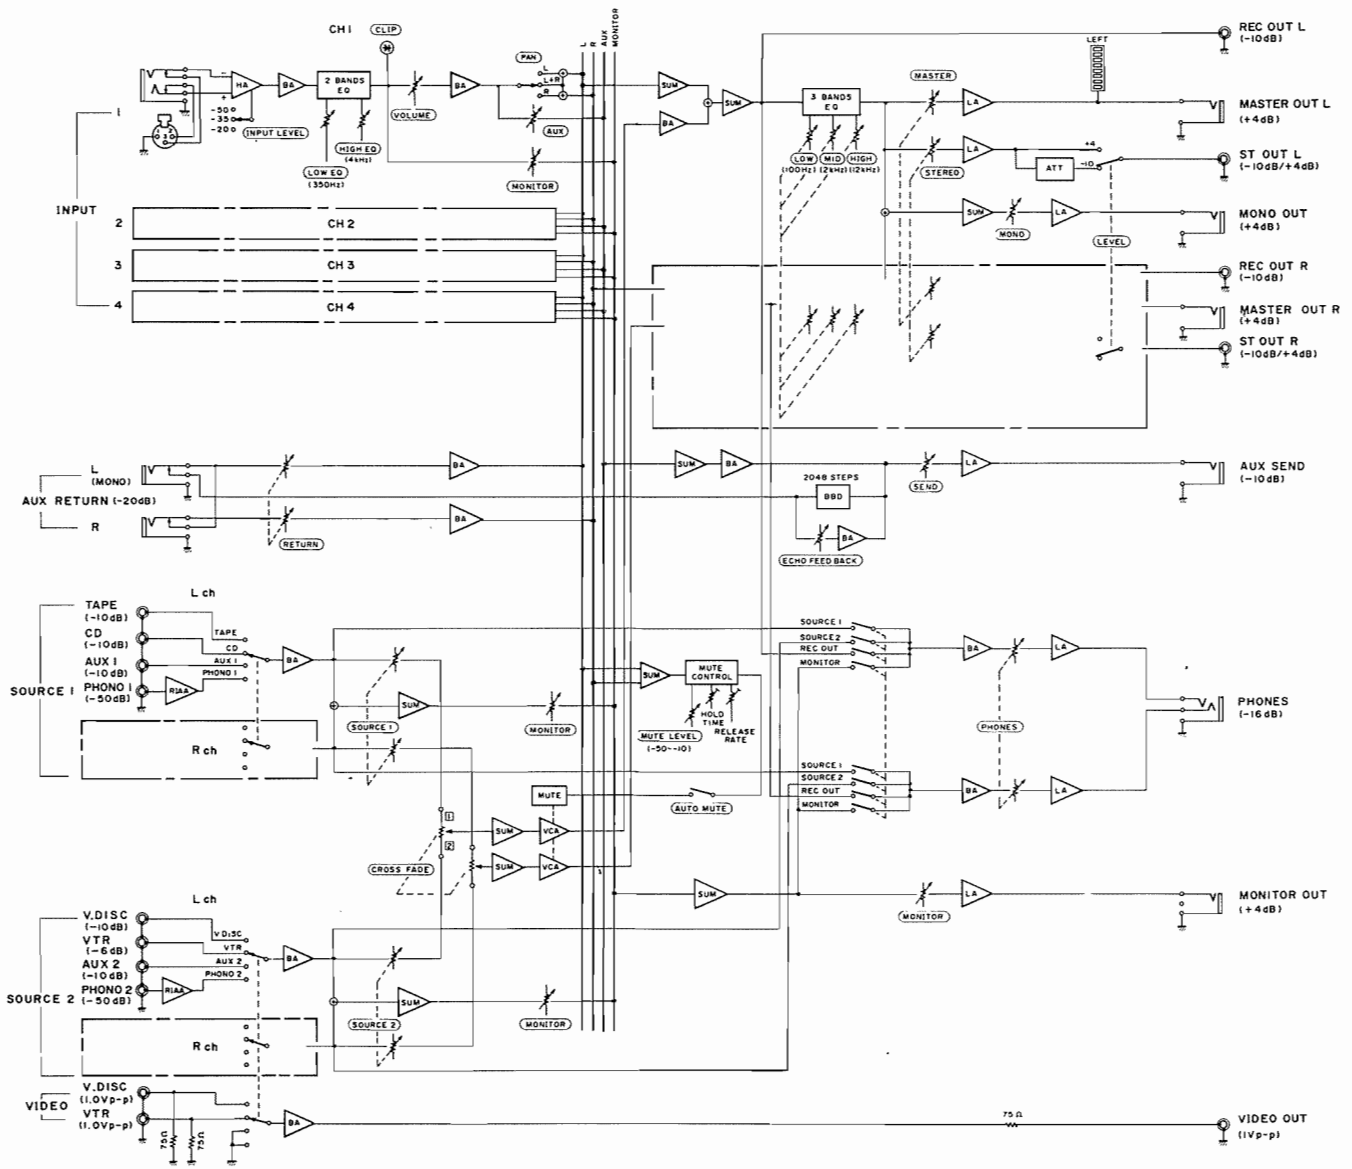 CH 1
CLIP
L
R
AUX
MONITOR
REC OUT L
(-10dB)
LEFT
PAN
L
L+R
R
HA
BA
2 BANDS
EQ
BA
SUM
BA
SUM
3 BANDS
EQ
MASTER
LA
MASTER OUT L
(+4dB)
-
+
-50
-35
-20
INPUT LEVEL
VOLUME
AUX
1
1
2
3
HIGH EQ
(4kHz)
LOW EQ
(350Hz)
MONITOR
LOW
MID
HIGH
(100Hz)
(2kHz)
(12kHz)
STEREO
LA
+4
-10
ATT
ST OUT L
(-10dB/+4dB)
INPUT
2
CH 2
SUM
MONO
LA
LEVEL
MONO OUT
(+4dB)
3
CH 3
REC OUT R
(-10dB)
4
CH 4
MASTER OUT R
(+4dB)
ST OUT R
(-10dB/+4dB)
L
(MONO)
AUX RETURN (-20dB)
R
BA
BA
RETURN
SUM
BA
2048 STEPS
BBD
SEND
LA
AUX SEND
(-10dB)
BA
ECHO FEED BACK
L ch
TAPE
(-10dB)
CD
(-10dB)
AUX 1
(-10dB)
PHONO 1
(-50dB)
SOURCE 1
RIAA
TAPE
CD
AUX 1
PHONO 1
BA
SUM
SOURCE 1
MONITOR
R ch
SUM
MUTE
CONTROL
HOLD
TIME
RELEASE
RATE
MUTE LEVEL
(-50~-10)
SOURCE 1
SOURCE 2
REC OUT
MONITOR
BA
LA
PHONES
PHONES
(-16dB)
SOURCE 1
SOURCE 2
REC OUT
MONITOR
BA
LA
MUTE
AUTO MUTE
1
2
SUM
VCA
SUM
VCA
CROSS FADE
SUM
MONITOR
LA
MONITOR OUT
(+4dB)
L ch
V.DISC
(-10dB)
VTR
(-6dB)
AUX 2
(-10dB)
PHONO 2
(-50dB)
SOURCE 2
RIAA
V DISC
VTR
AUX 2
PHONO 2
BA
SUM
SOURCE 2
MONITOR
R ch
V.DISC
(1.0Vp-p)
VIDEO
VTR
(1.0Vp-p)
75Ω
75Ω
BA
75Ω
VIDEO OUT
(1Vp-p)